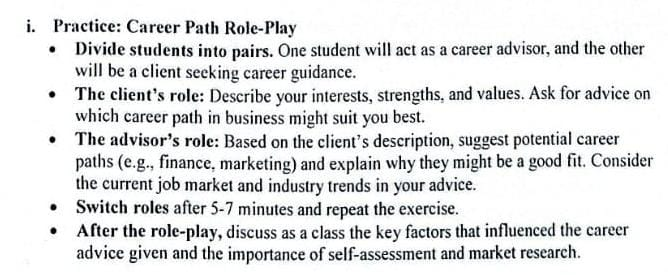 i. Practice: Career Path Role-Play
• Divide students into pairs. One student will act as a career advisor, and the other
will be a client seeking career guidance.
• The client's role: Describe your interests, strengths, and values. Ask for advice on
which career path in business might suit you best.
• The advisor's role: Based on the client's description, suggest potential career
paths (e.g., finance, marketing) and explain why they might be a good fit. Consider
the current job market and industry trends in your advice.
• Switch roles after 5-7 minutes and repeat the exercise.
• After the role-play, discuss as a class the key factors that influenced the career
advice given and the importance of self-assessment and market research.